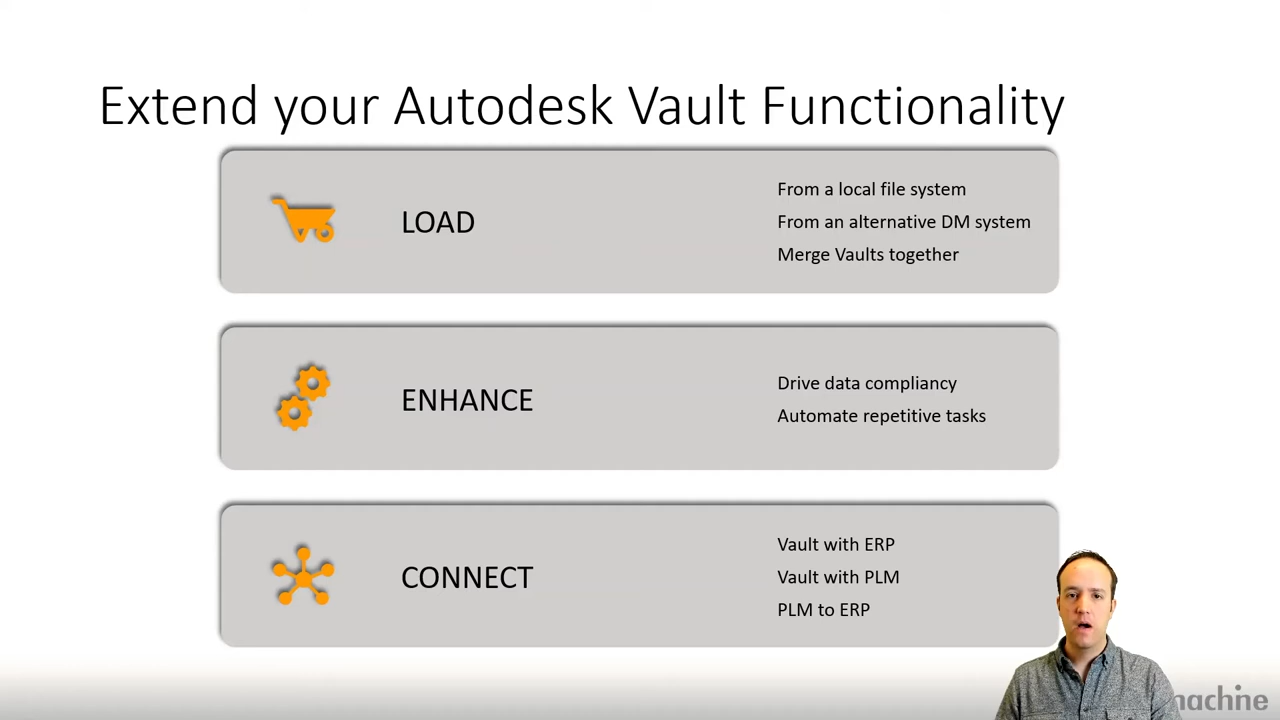 Extend your Autodesk Vault Functionality
LOAD
From a local file system
From an alternative DM system
Merge Vaults together
ENHANCE
Drive data compliancy
Automate repetitive tasks
CONNECT
Vault with ERP
Vault with PLM
PLM to ERP